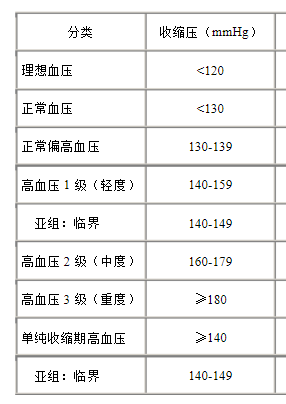 分类 收缩压（mmHg）
理想血压 <120
正常血压 <130
正常偏高血压 130-139
高血压 1 级（轻度） 140-159
亚组：临界 140-149
高血压 2 级（中度） 160-179
高血压 3 级（重度） ≥180
单纯收缩期高血压 ≥140
亚组：临界 140-149